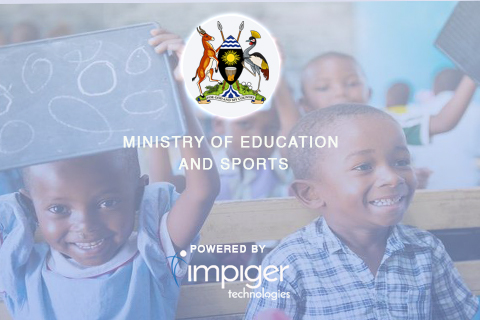 MINISTRY OF EDUCATION
AND SPORTS
POWERED BY
impiger
technologies